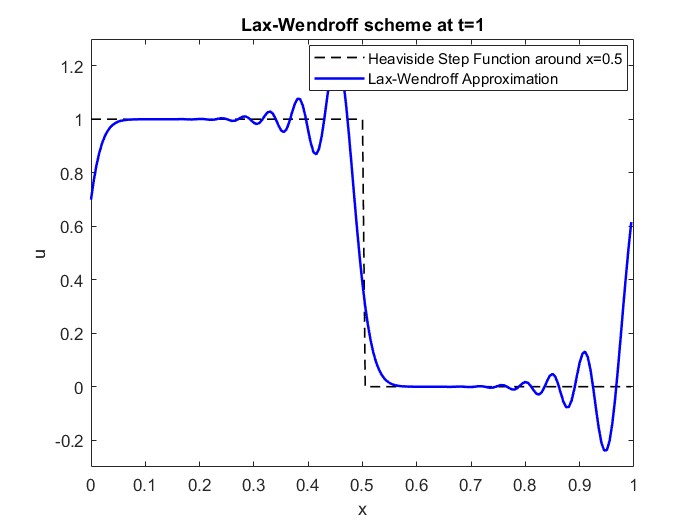 Lax-Wendroff scheme at t=1
Heaviside Step Function around x=0.5
Lax-Wendroff Approximation
1.2
1
0.8
0.6
0.4
0.2
0
-0.2
u
0 0.1 0.2 0.3 0.4 0.5 0.6 0.7 0.8 0.9 1
x